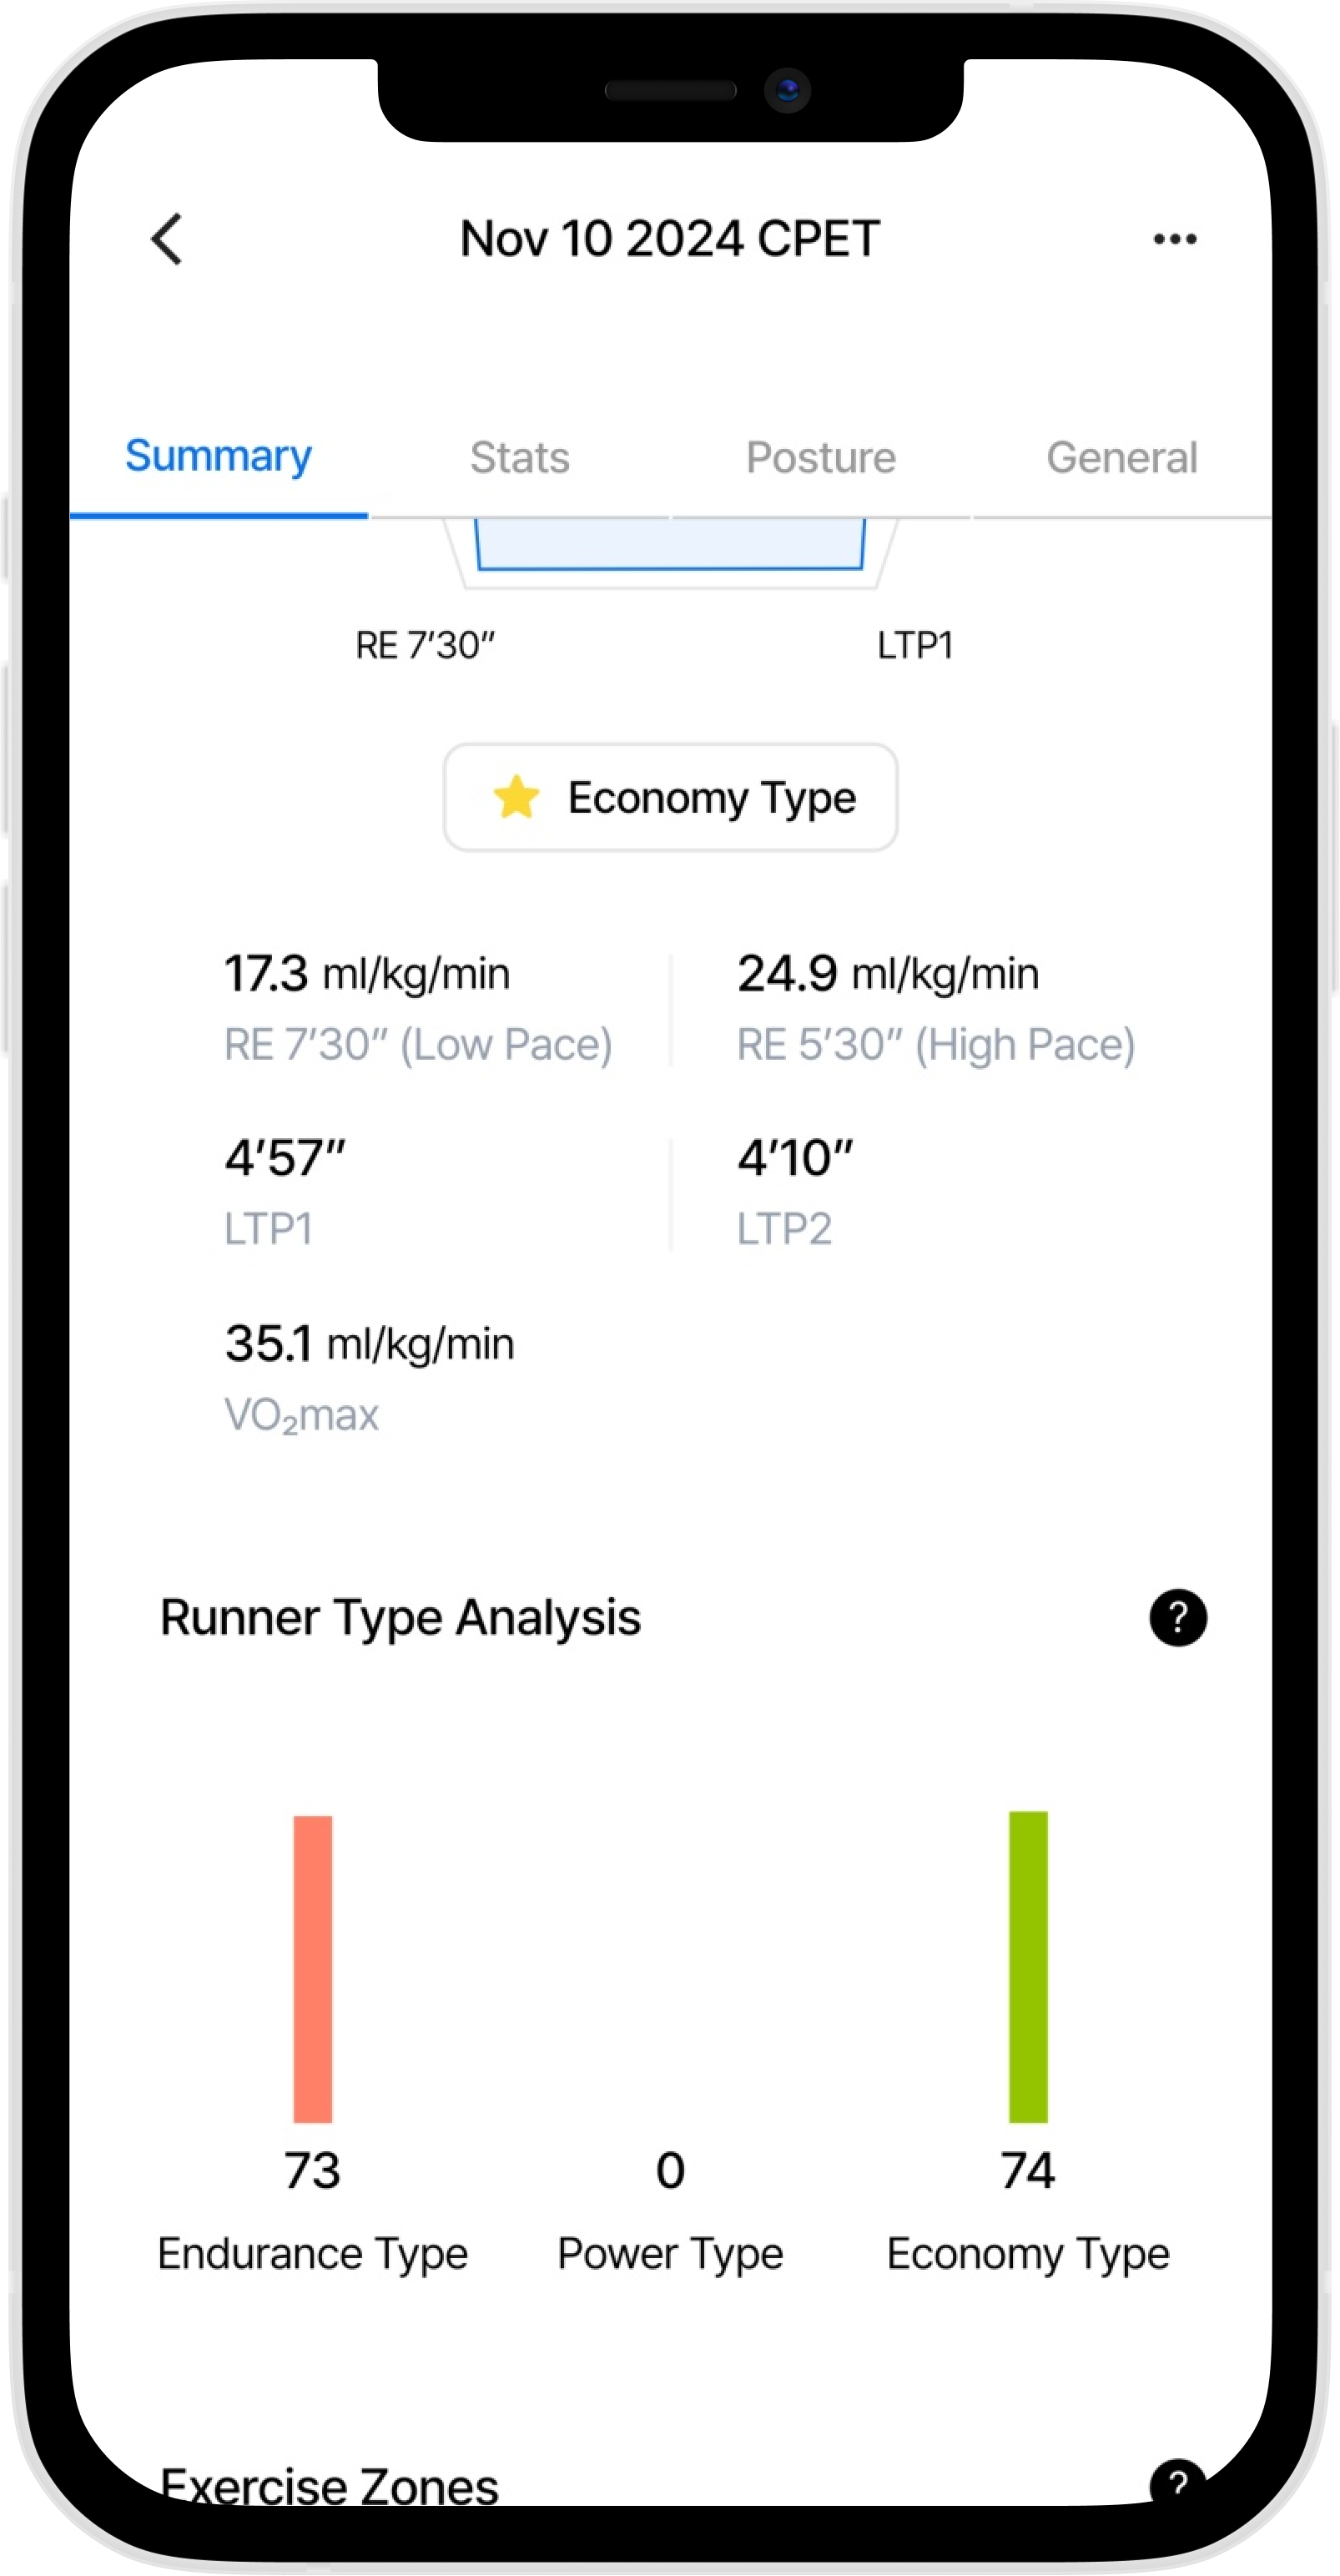 Nov 10 2024 CPET
Summary Stats Posture General
RE 7’30” LTP1
Economy Type
17.3 ml/kg/min 24.9 ml/kg/min
RE 7’30” (Low Pace) RE 5’30” (High Pace)
4’57” 4’10”
LTP1 LTP2
35.1 ml/kg/min
VO₂max
Runner Type Analysis ?
73 0 74
Endurance Type Power Type Economy Type
Exercise Zones ?